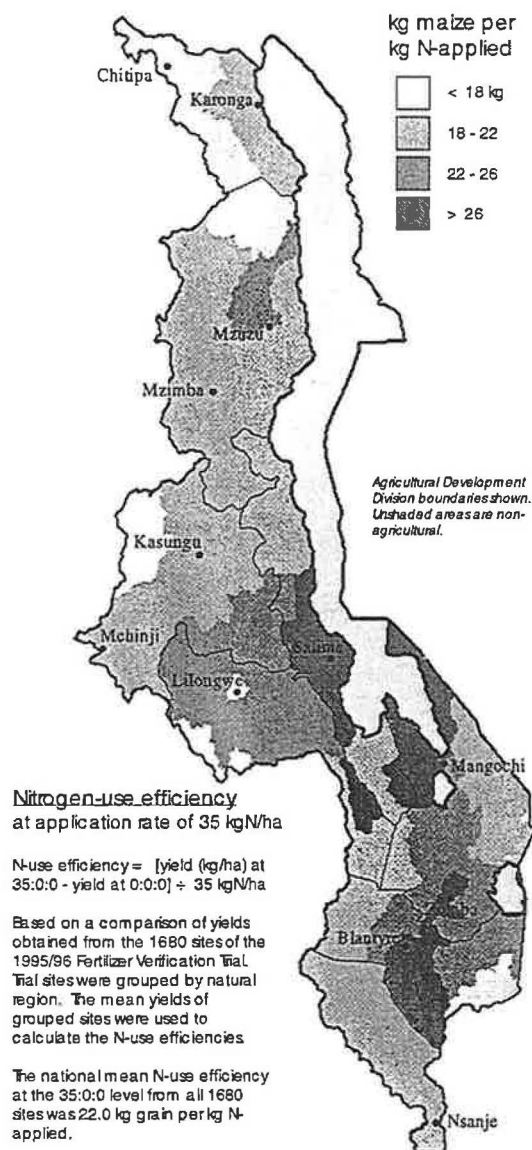 kg maize per
kg N-applied
< 18 kg
18 - 22
22 - 26
> 26
Chitipa
Karonga
Mzuzu
Mzimba
Agricultural Development
Division boundaries shown.
Unshaded areas are non-
agricultural.
Kasungu
Mchinji
Salima
Lilongwe
Mangochi
Blantyre
Nsanje
Nitrogen-use efficiency
at application rate of 35 kgN/ha
N-use efficiency = [yield (kg/ha) at
35:0:0 - yield at 0:0:0] ÷ 35 kgN/ha
Based on a comparison of yields
obtained from the 1680 sites of the
1995/96 Fertilizer Verification Trial.
Trial sites were grouped by natural
region. The mean yields of
grouped sites were used to
calculate the N-use efficiencies.
The national mean N-use efficiency
at the 35:0:0 level from all 1680
sites was 22.0 kg grain per kg N-
applied.